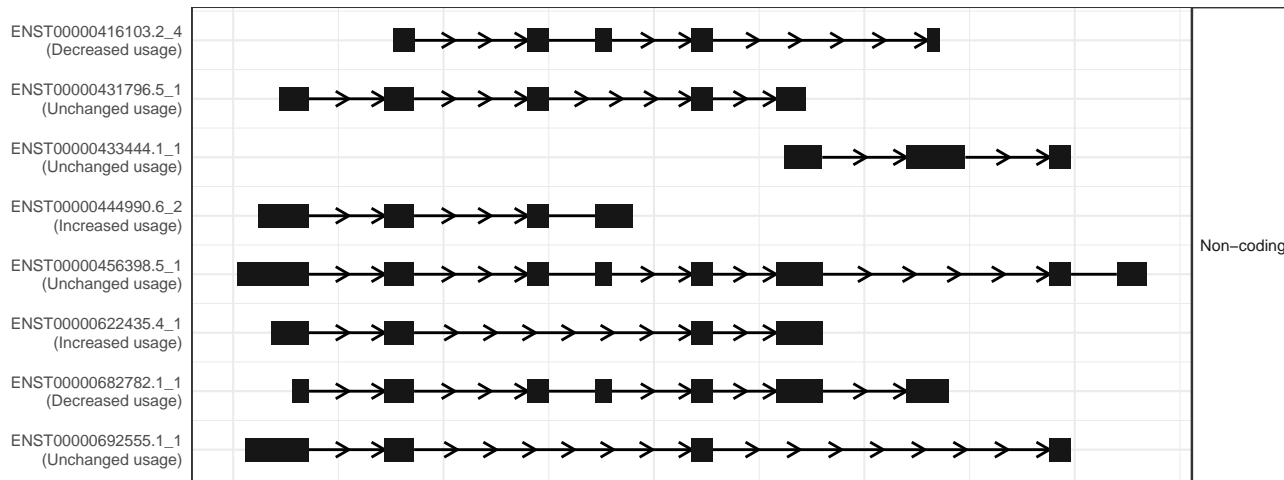 ENST00000416103.2_4
(Decreased usage)
ENST00000431796.5_1
(Unchanged usage)
ENST00000433444.1_1
(Unchanged usage)
ENST00000444990.6_2
(Increased usage)
ENST00000456398.5_1
(Unchanged usage)
ENST00000622435.4_1
(Increased usage)
ENST00000682782.1_1
(Decreased usage)
ENST00000692555.1_1
(Unchanged usage)
Non−coding